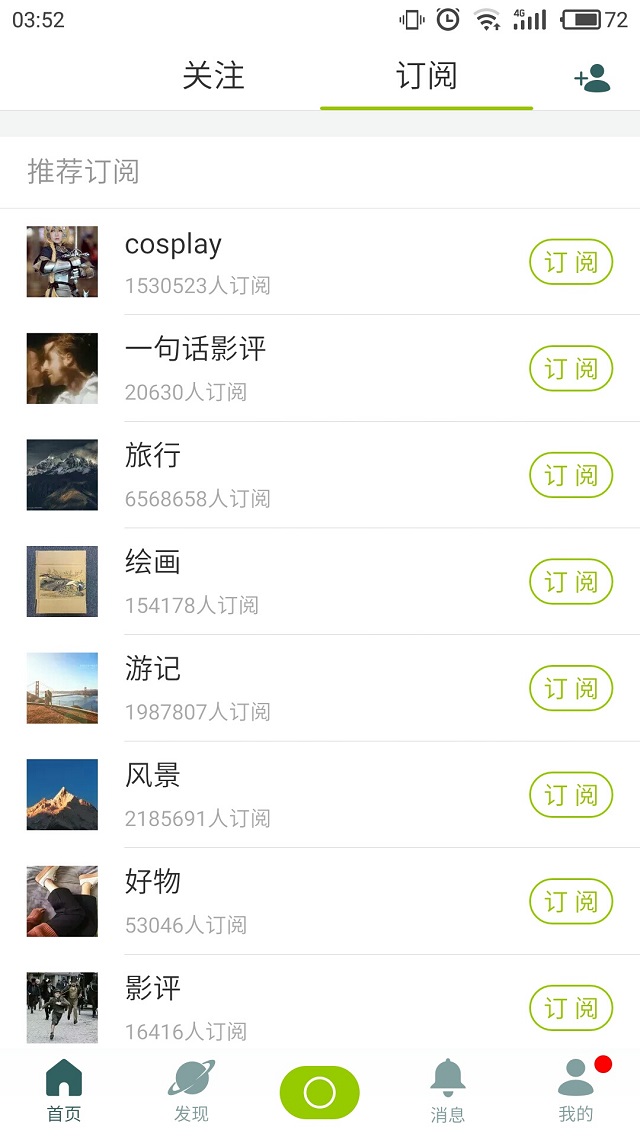 03:52
4G
72
关注
订阅
推荐订阅
cosplay
1530523人订阅
订阅
一句话影评
20630人订阅
订阅
旅行
6568658人订阅
订阅
绘画
154178人订阅
订阅
游记
1987807人订阅
订阅
风景
2185691人订阅
订阅
好物
53046人订阅
订阅
影评
16416人订阅
订阅
首页
发现
消息
我的